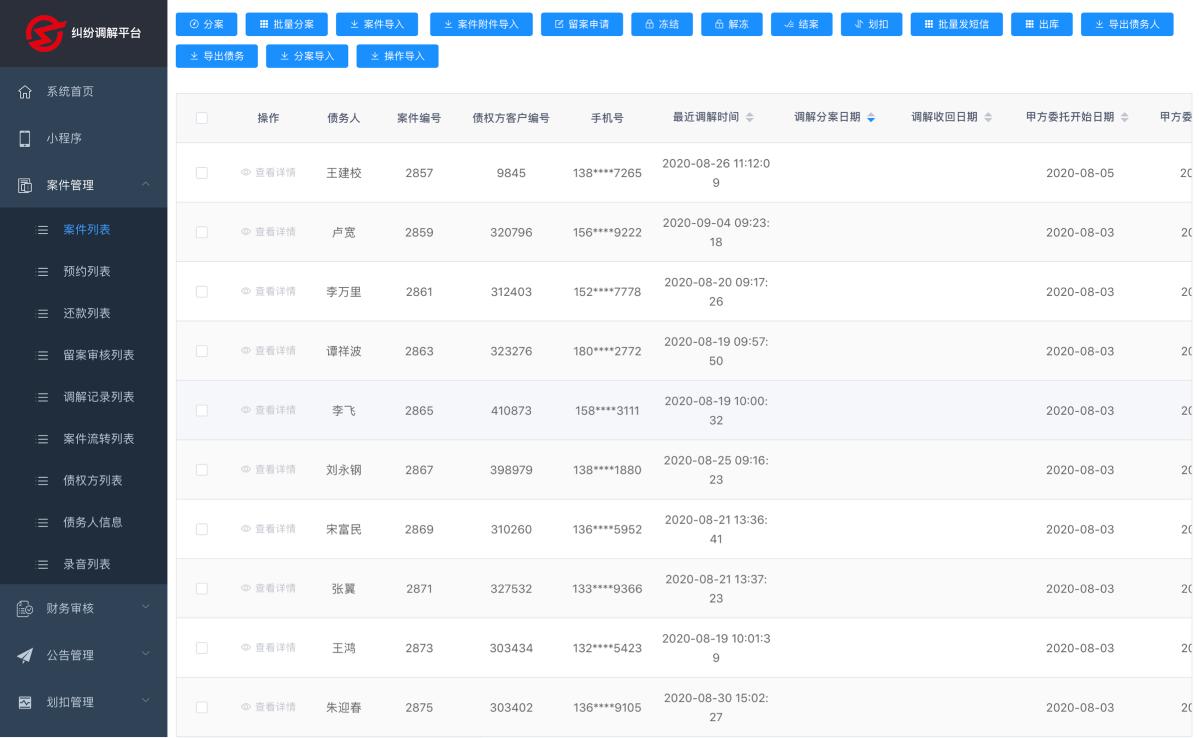 纠纷调解平台
系统首页
小程序
案件管理
案件列表
预约列表
还款列表
留案审核列表
调解记录列表
案件流转列表
债权方列表
债务人信息
录音列表
财务审核
公告管理
划扣管理
分案 批量分案 案件导入 案件附件导入 留案申请 冻结 解冻 结案 划扣 批量发短信 出库 导出债务人
导出债务 分案导入 操作导入
操作 债务人 案件编号 债权方客户编号 手机号 最近调解时间 调解分案日期 调解收回日期 甲方委托开始日期 甲方委
查看详情 王建校 2857 9845 138****7265 2020-08-26 11:12:0 2020-08-05 20
9
查看详情 卢宽 2859 320796 156****9222 2020-09-04 09:23: 2020-08-03 20
18
查看详情 李万里 2861 312403 152****7778 2020-08-20 09:17: 2020-08-03 20
26
查看详情 谭祥波 2863 323276 180****2772 2020-08-19 09:57: 2020-08-03 20
50
查看详情 李飞 2865 410873 158****3111 2020-08-19 10:00: 2020-08-03 20
32
查看详情 刘永钢 2867 398979 138****1880 2020-08-25 09:16: 2020-08-03 20
23
查看详情 宋富民 2869 310260 136****5952 2020-08-21 13:36: 2020-08-03 20
41
查看详情 张翼 2871 327532 133****9366 2020-08-21 13:37: 2020-08-03 20
23
查看详情 王鸿 2873 303434 132****5423 2020-08-19 10:01:3 2020-08-03 20
9
查看详情 朱迎春 2875 303402 136****9105 2020-08-30 15:02: 2020-08-03 20
27